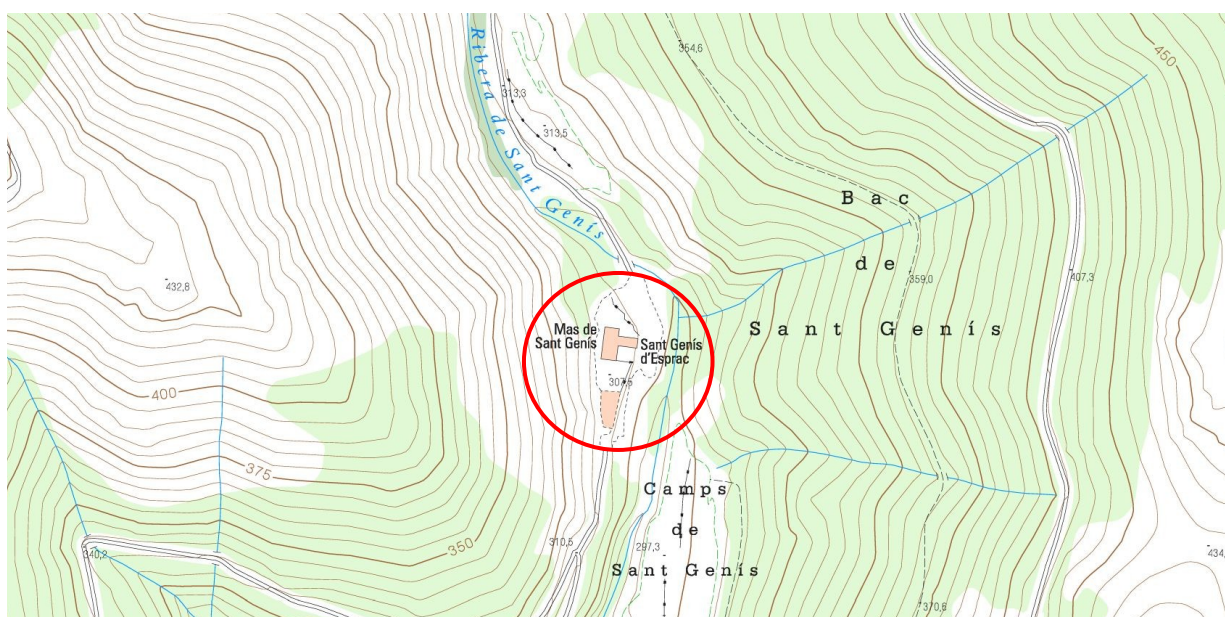 Ribera de Sant Genís
354,6
450
313,3
313,5
Bac
de
Sant Genís
359,0
407,3
432,8
Mas de
Sant Genís
Sant Genís
d'Esprac
307,5
400
375
350
340,2
310,5
297,3
Camps
de
Sant Genís
370,6
434,